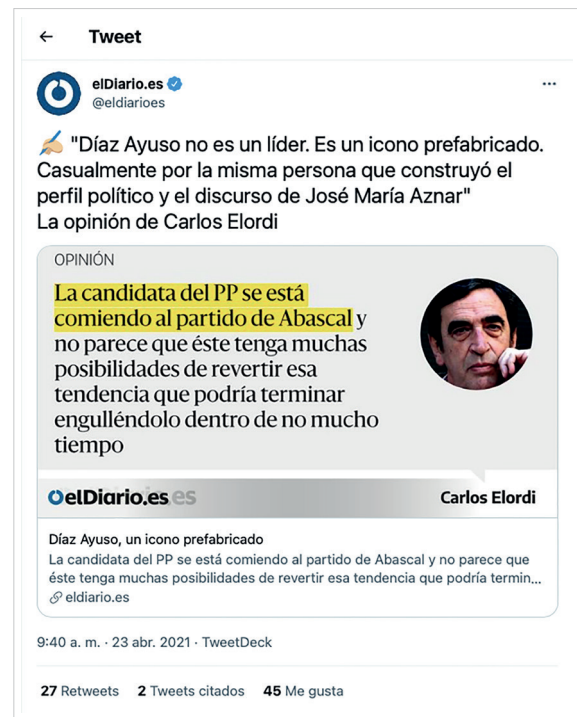 Tweet
elDiario.es
@eldiarioes
"Díaz Ayuso no es un líder. Es un icono prefabricado.
Casualmente por la misma persona que construyó el
perfil político y el discurso de José María Aznar"
La opinión de Carlos Elordi
OPINIÓN
La candidata del PP se está
comiendo al partido de Abascal y
no parece que éste tenga muchas
posibilidades de revertir esa
tendencia que podría terminar
engulléndolo dentro de no mucho
tiempo
elDiario.es
Carlos Elordi
Díaz Ayuso, un icono prefabricado
La candidata del PP se está comiendo al partido de Abascal y no parece que
éste tenga muchas posibilidades de revertir esa tendencia que podría termin...
eldiario.es
9:40 a. m. · 23 abr. 2021 · TweetDeck
27 Retweets 2 Tweets citados 45 Me gusta